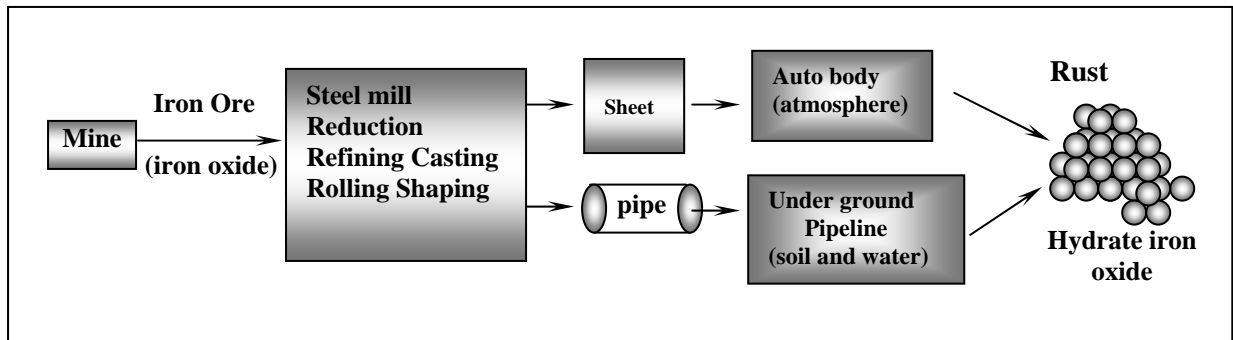 Mine
Iron Ore
(iron oxide)
Steel mill
Reduction
Refining Casting
Rolling Shaping
Sheet
pipe
Auto body
(atmosphere)
Under ground
Pipeline
(soil and water)
Rust
Hydrate iron
oxide